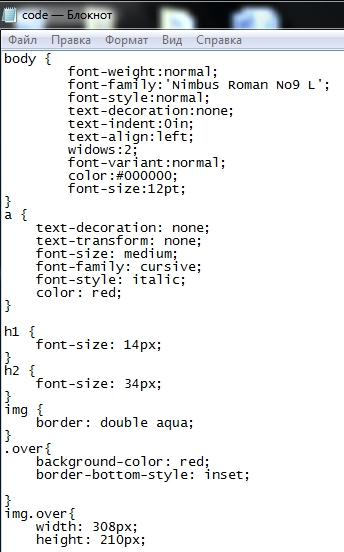 code — Блокнот
Файл Правка Формат Вид Справка
body {
        font-weight:normal;
        font-family:'Nimbus Roman No9 L';
        font-style:normal;
        text-decoration:none;
        text-indent:0in;
        text-align:left;
        widows:2;
        font-variant:normal;
        color:#000000;
        font-size:12pt;
}
a {
    text-decoration: none;
    text-transform: none;
    font-size: medium;
    font-family: cursive;
    font-style: italic;
    color: red;
}

h1 {
    font-size: 14px;
}
h2 {
    font-size: 34px;
}
img {
    border: double aqua;
}
.over{
    background-color: red;
    border-bottom-style: inset;

}
img.over{
    width: 308px;
    height: 210px;